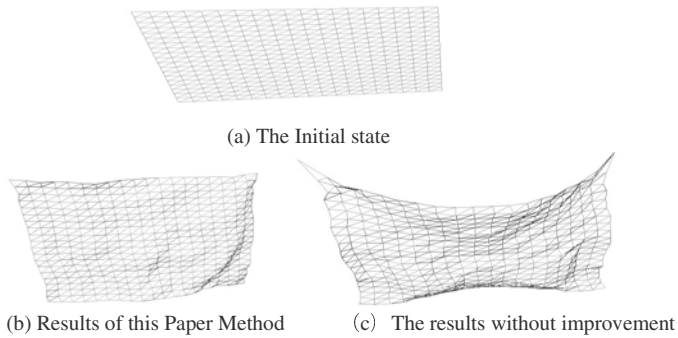 (a) The Initial state
(b) Results of this Paper Method
（c） The results without improvement